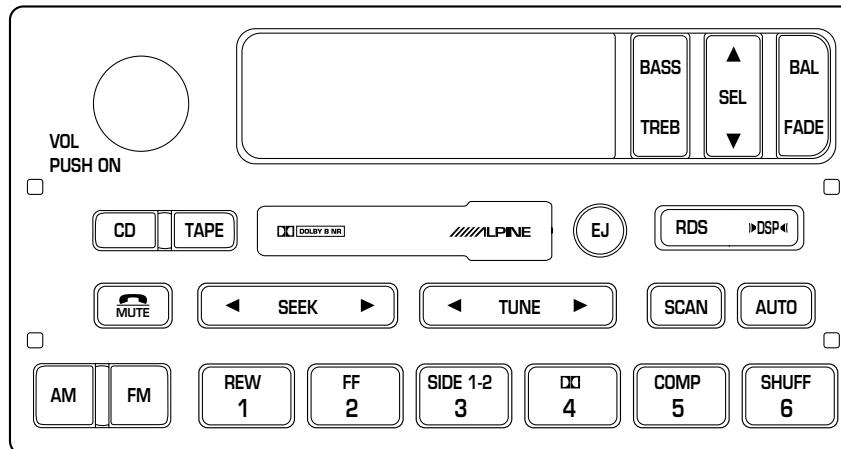 BASS
TREB
▲
SEL
▼
BAL
FADE
VOL
PUSH ON
CD
TAPE
DOLBY B NR
ALPINE
EJ
RDS
DSP
MUTE
◄ SEEK ►
◄ TUNE ►
SCAN
AUTO
AM
FM
REW
1
FF
2
SIDE 1-2
3
4
COMP
5
SHUFF
6